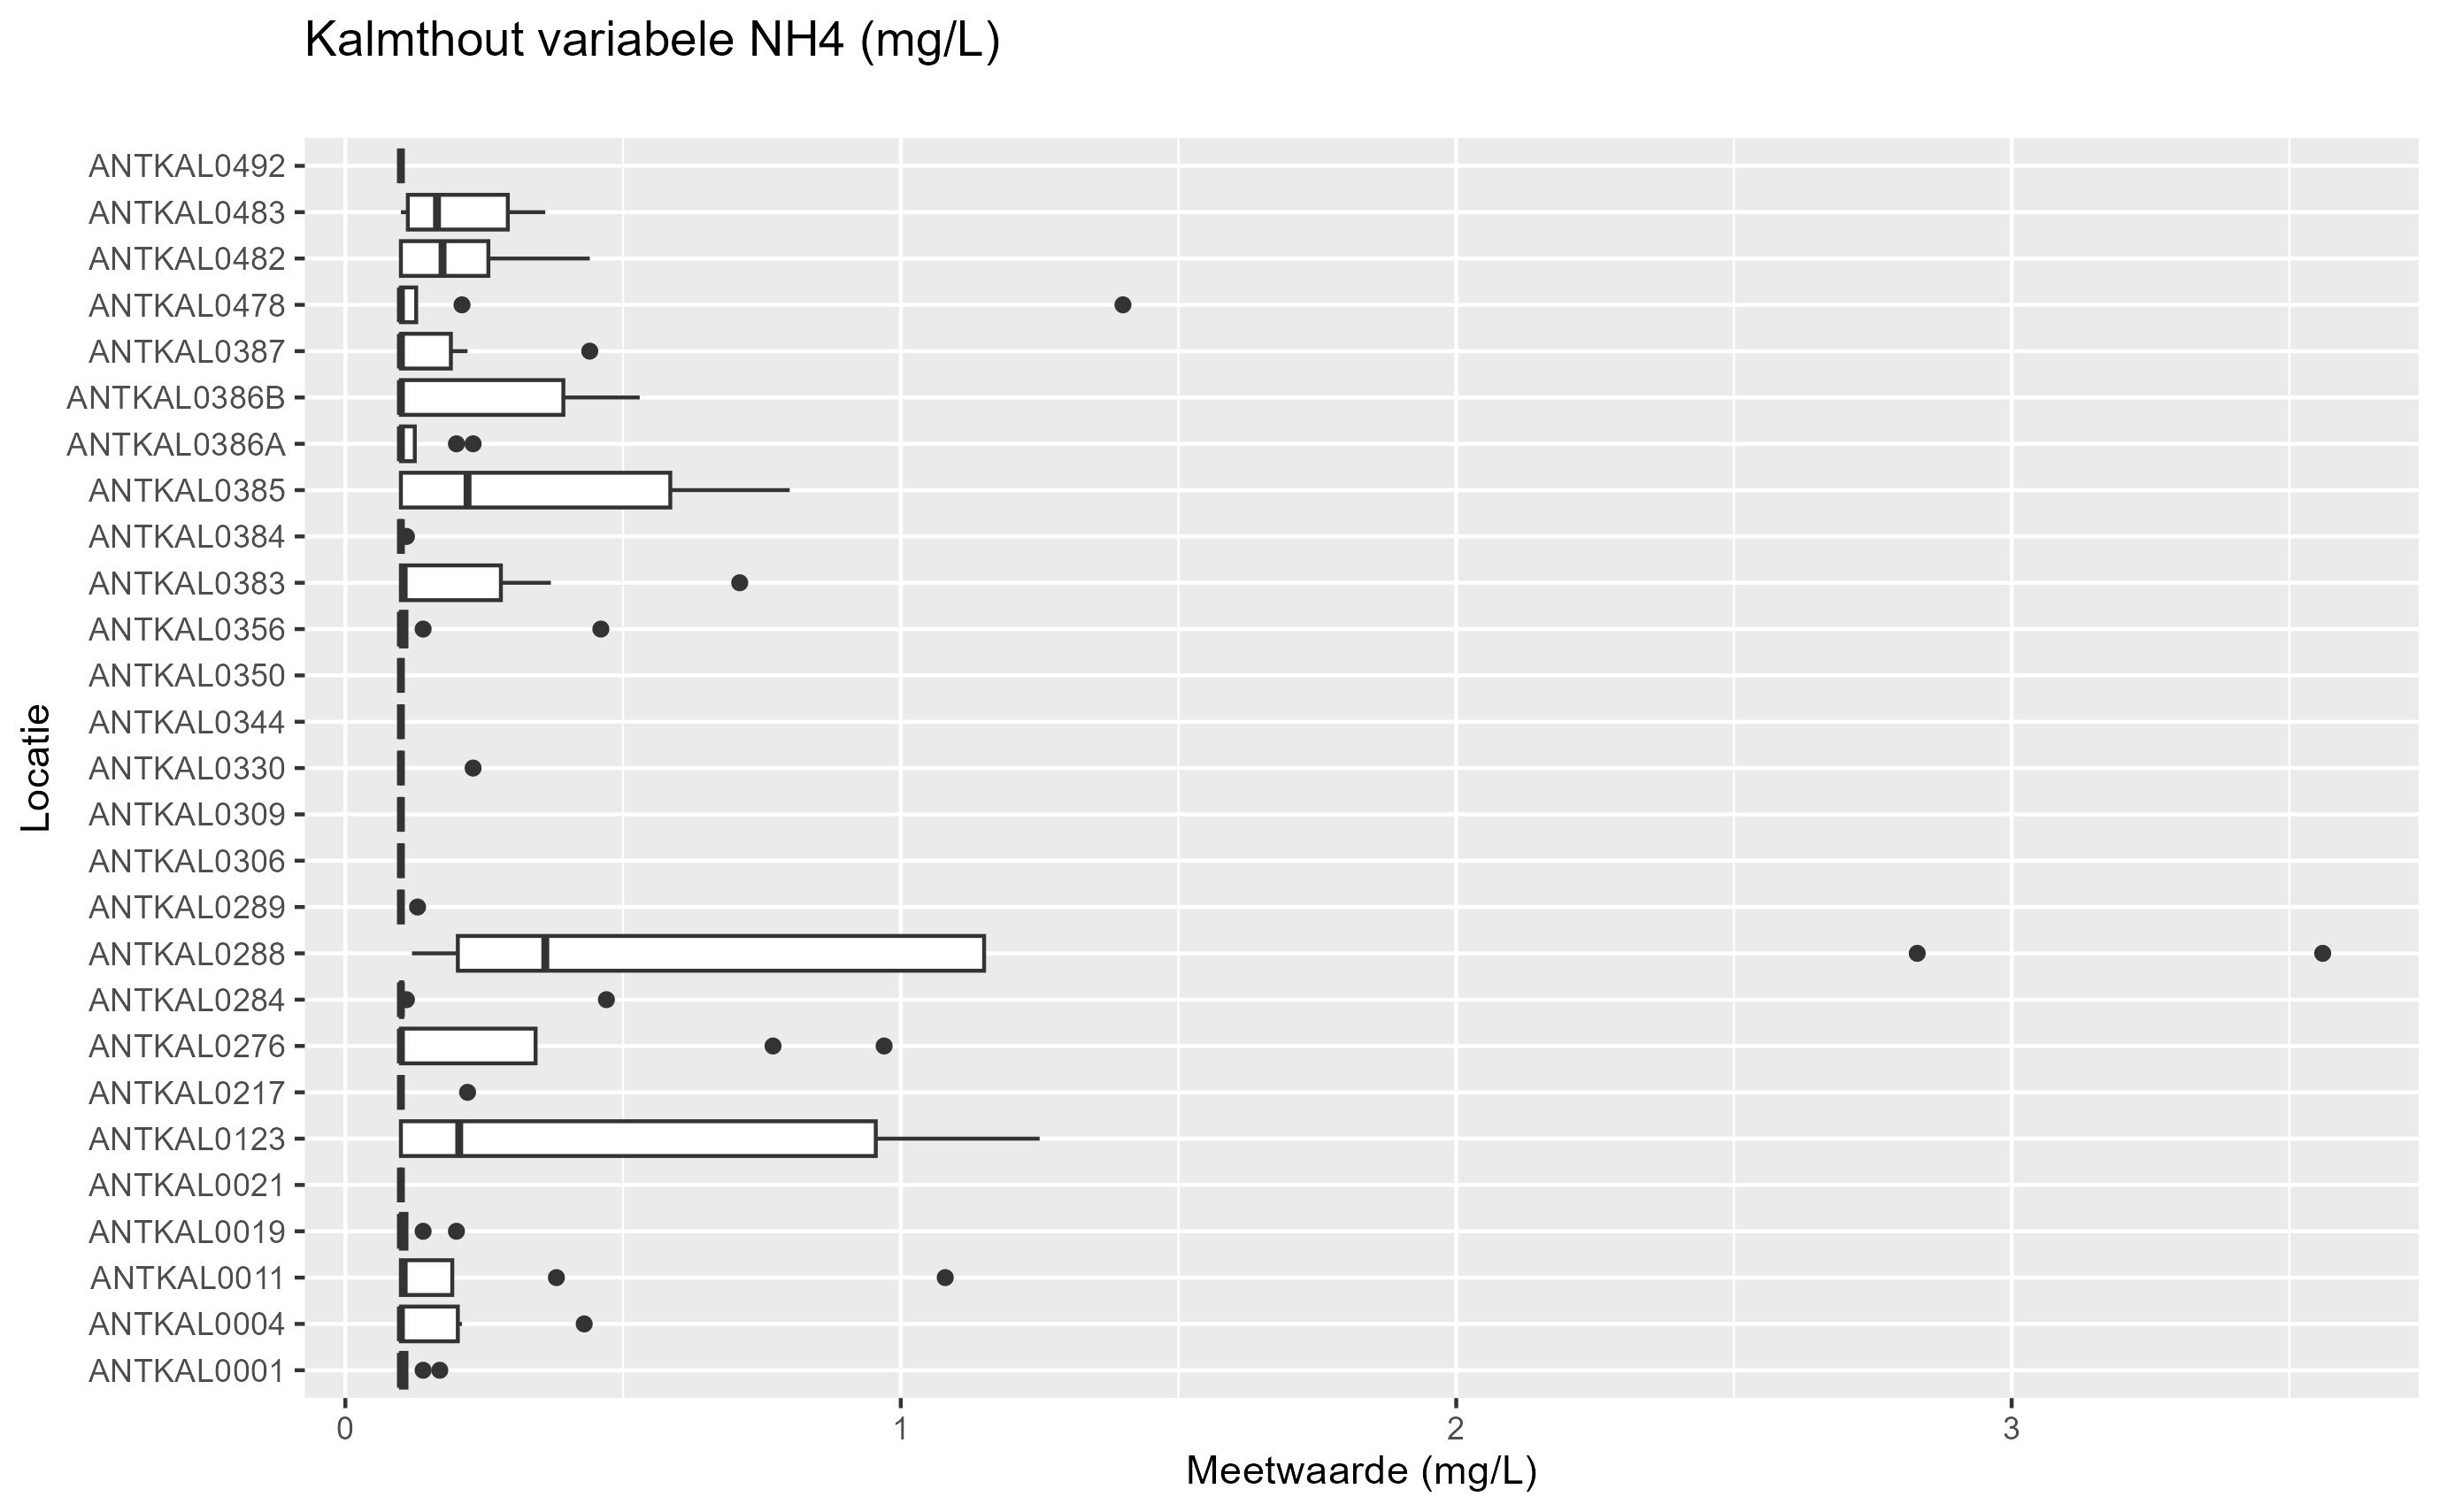 Kalmthout variabele NH4 (mg/L)
ANTKAL0492
ANTKAL0483
ANTKAL0482
ANTKAL0478
ANTKAL0387
ANTKAL0386B
ANTKAL0386A
ANTKAL0385
ANTKAL0384
ANTKAL0383
ANTKAL0356
ANTKAL0350
ANTKAL0344
ANTKAL0330
ANTKAL0309
ANTKAL0306
ANTKAL0289
ANTKAL0288
ANTKAL0284
ANTKAL0276
ANTKAL0217
ANTKAL0123
ANTKAL0021
ANTKAL0019
ANTKAL0011
ANTKAL0004
ANTKAL0001
Locatie
0 1 2 3
Meetwaarde (mg/L)